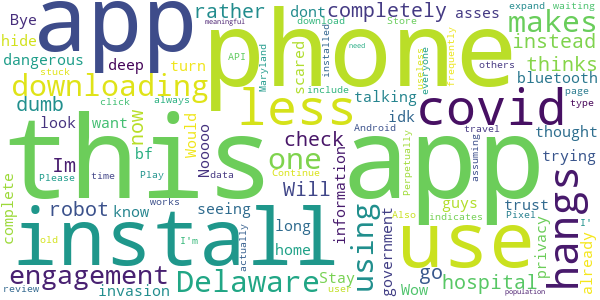 Bye
app
phone
rather
dont
completely
asses
expand
waiting
meaningful
download
Store
hide
makes
dangerous
deep
turn
scared
installed
API
Maryland
useless
everyone
frequently
others
need
instead
stuck
click
always
include
thinks
downloading
less
covid
bluetooth
page
type
dumb
Would
talking
idk
Android
travel
look
want
now
Nooooo
check
thought
this app
Im
bf
Please
time
Play
data
one
Continue
Perpetually
assuming
trying
works
Will
information
guys
trust
hangs
complete
robot
know
seeing
long
using
Also
indicates
Pixel
privacy
I'
already
install
old
I'm
actually
home
government
use
engagement
Delaware
Stay
go
hospital
review
invasion
user
Wow
population